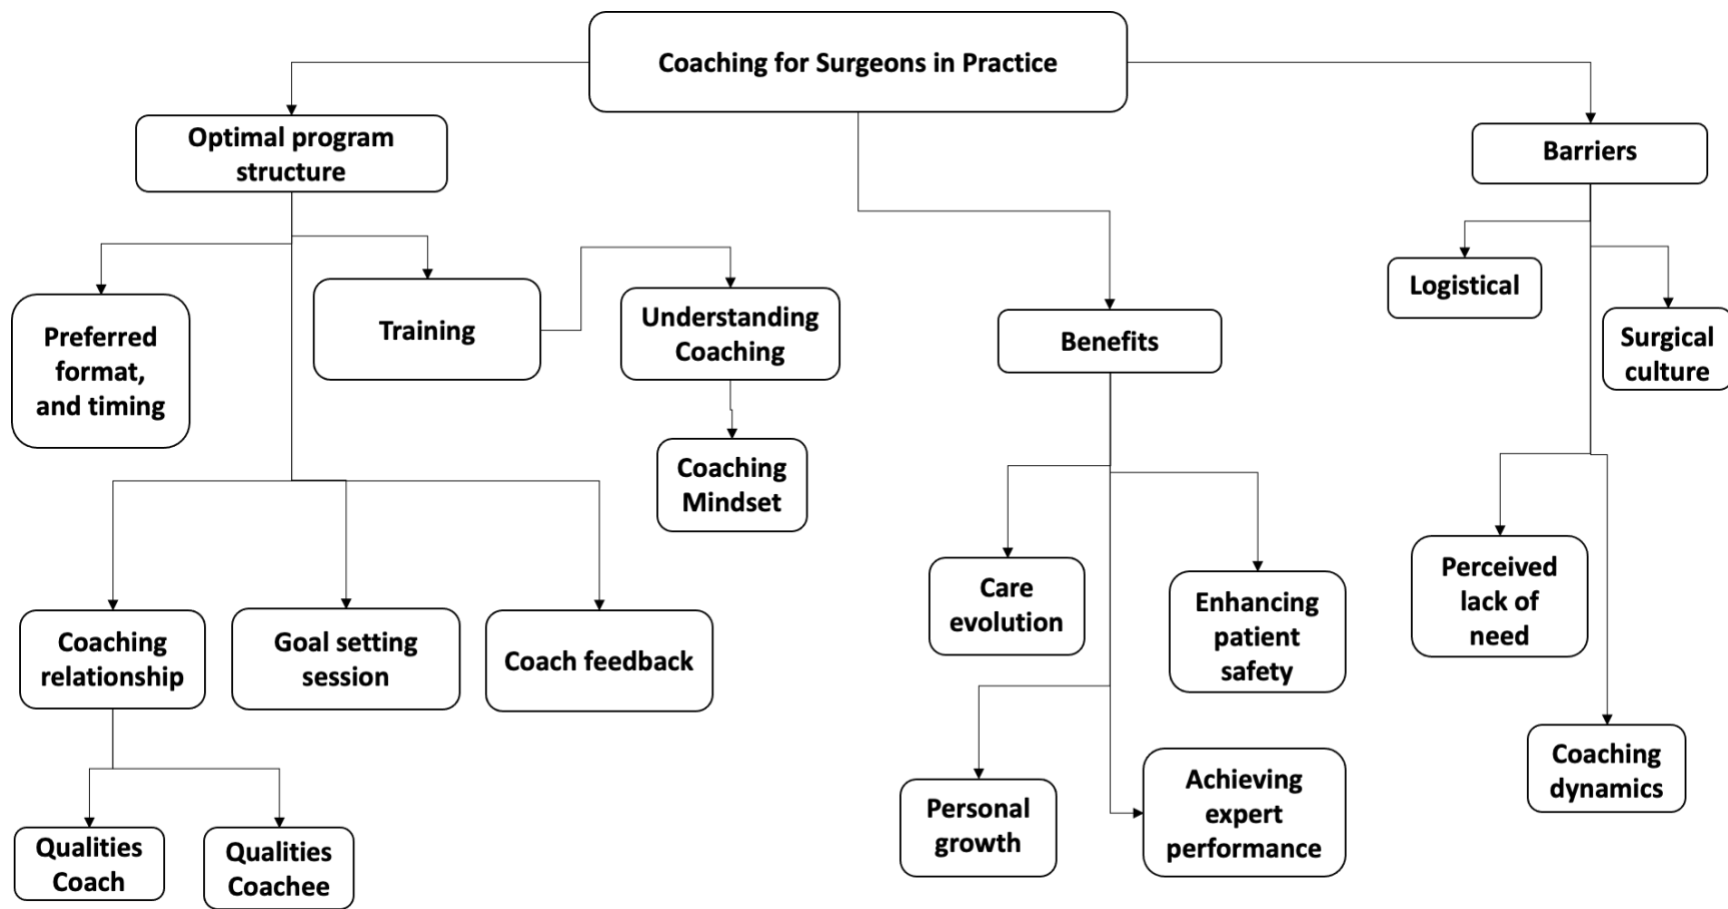 Coaching for Surgeons in Practice
Optimal program
structure
Barriers
Preferred
format,
and timing
Training
Understanding
Coaching
Coaching
Mindset
Benefits
Logistical
Surgical
culture
Coaching
relationship
Goal setting
session
Coach feedback
Care
evolution
Enhancing
patient
safety
Perceived
lack of
need
Qualities
Coach
Qualities
Coachee
Personal
growth
Achieving
expert
performance
Coaching
dynamics